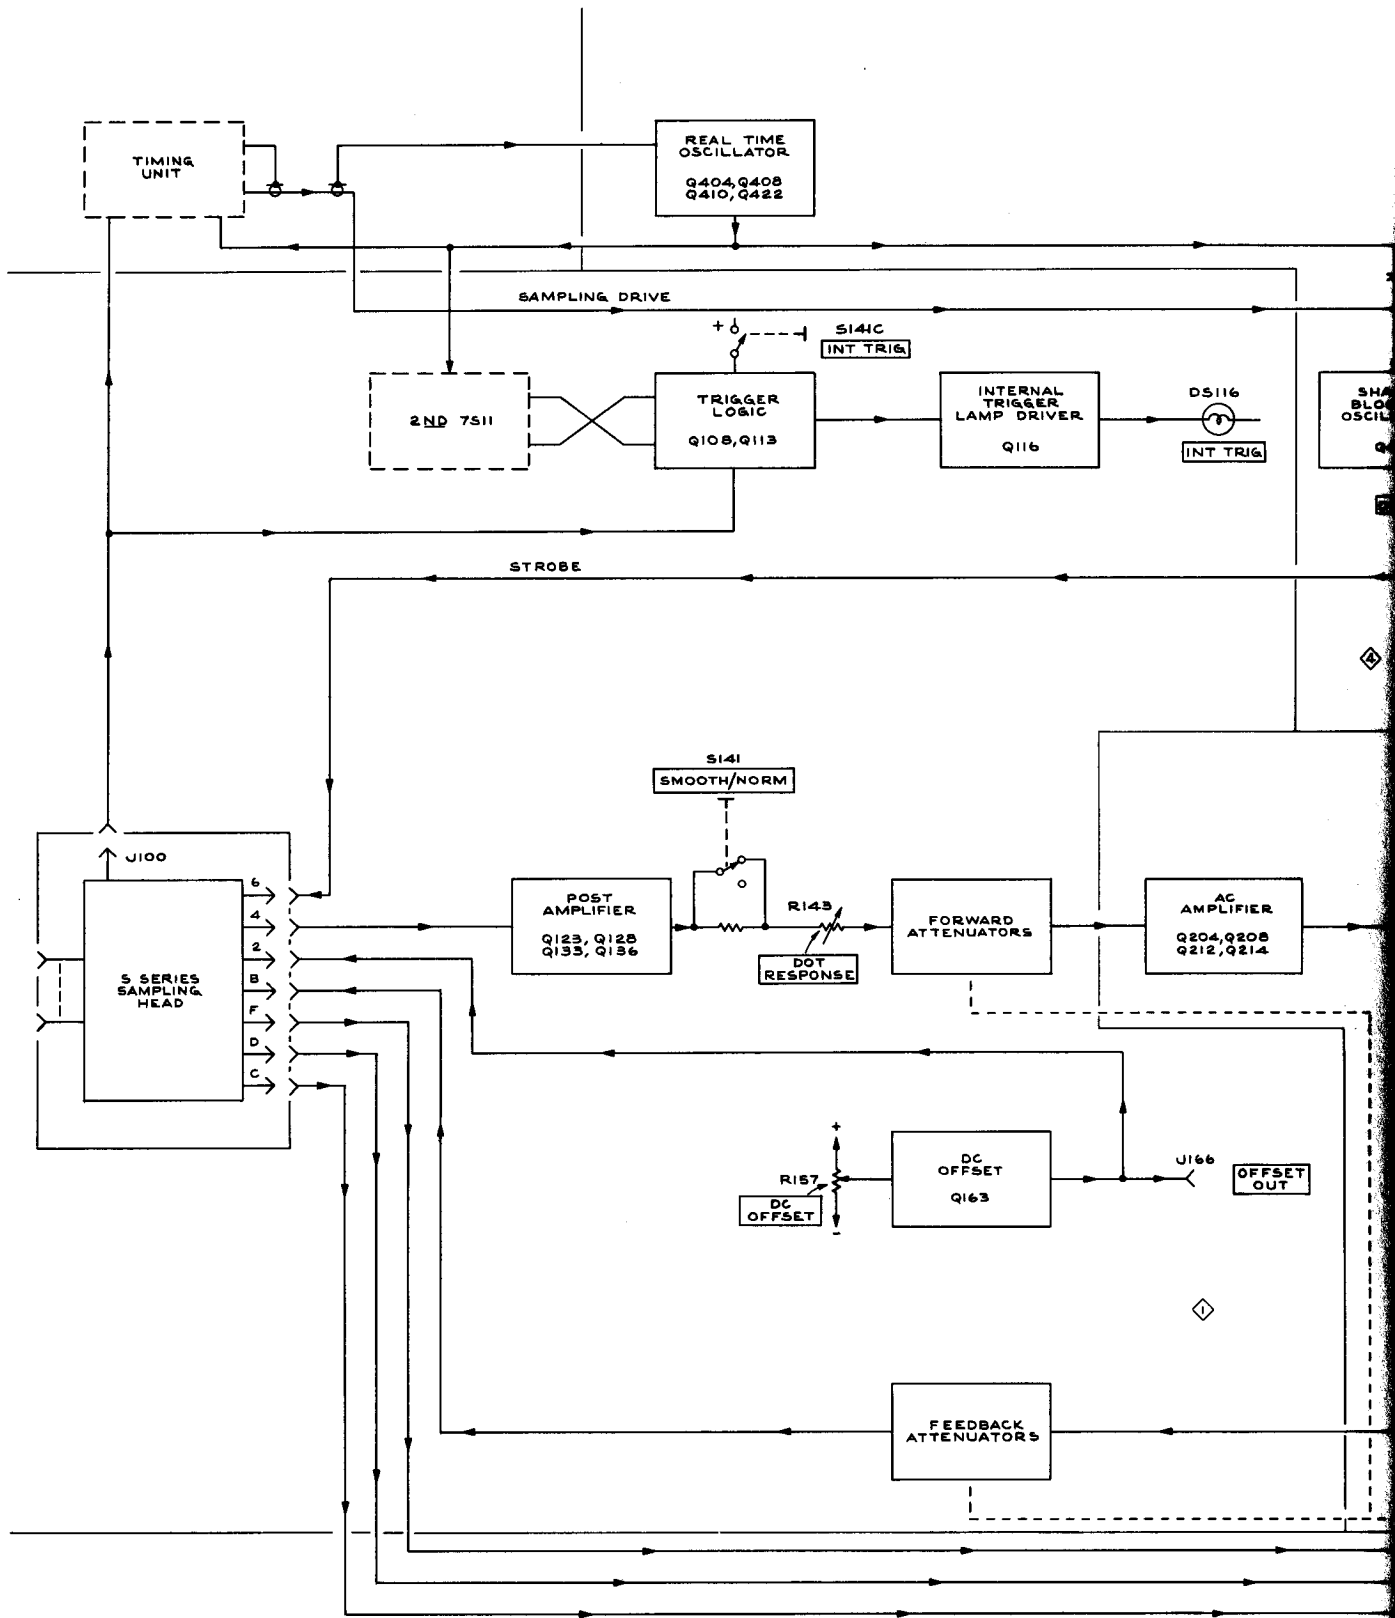 TIMING
UNIT
REAL TIME
OSCILLATOR
Q404, Q408
Q410, Q422
SAMPLING DRIVE
+
S141C
INT TRIG
2ND 7S11
TRIGGER
LOGIC
Q108, Q113
INTERNAL
TRIGGER
LAMP DRIVER
Q116
DS116
INT TRIG
STROBE
4
S141
SMOOTH/NORM
J100
6
4
2
B
F
D
C
S SERIES
SAMPLING
HEAD
POST
AMPLIFIER
Q123, Q128
Q133, Q136
R143
DOT
RESPONSE
FORWARD
ATTENUATORS
AC
AMPLIFIER
Q204, Q208
Q212, Q214
+
R157
DC
OFFSET
-
DC
OFFSET
Q163
J166
OFFSET
OUT
1
FEEDBACK
ATTENUATORS